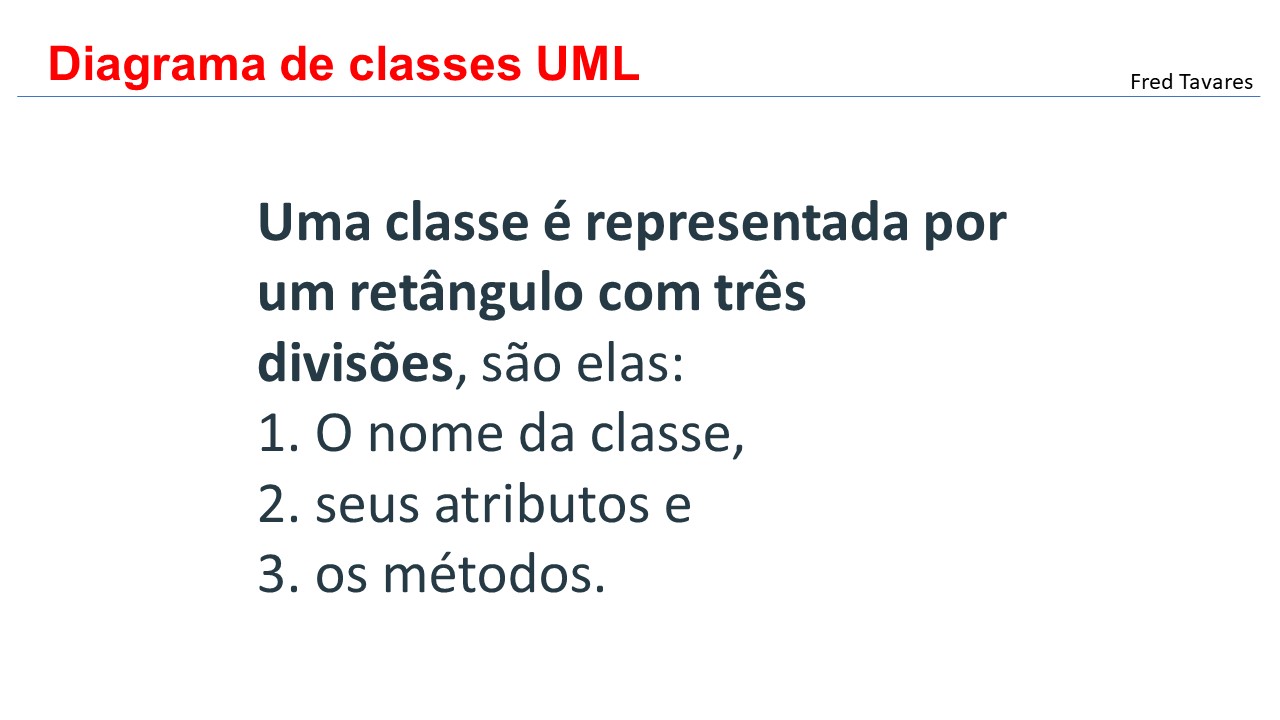 Diagrama de classes UML
Fred Tavares
Uma classe é representada por
um retângulo com três
divisões, são elas:
1. O nome da classe,
2. seus atributos e
3. os métodos.